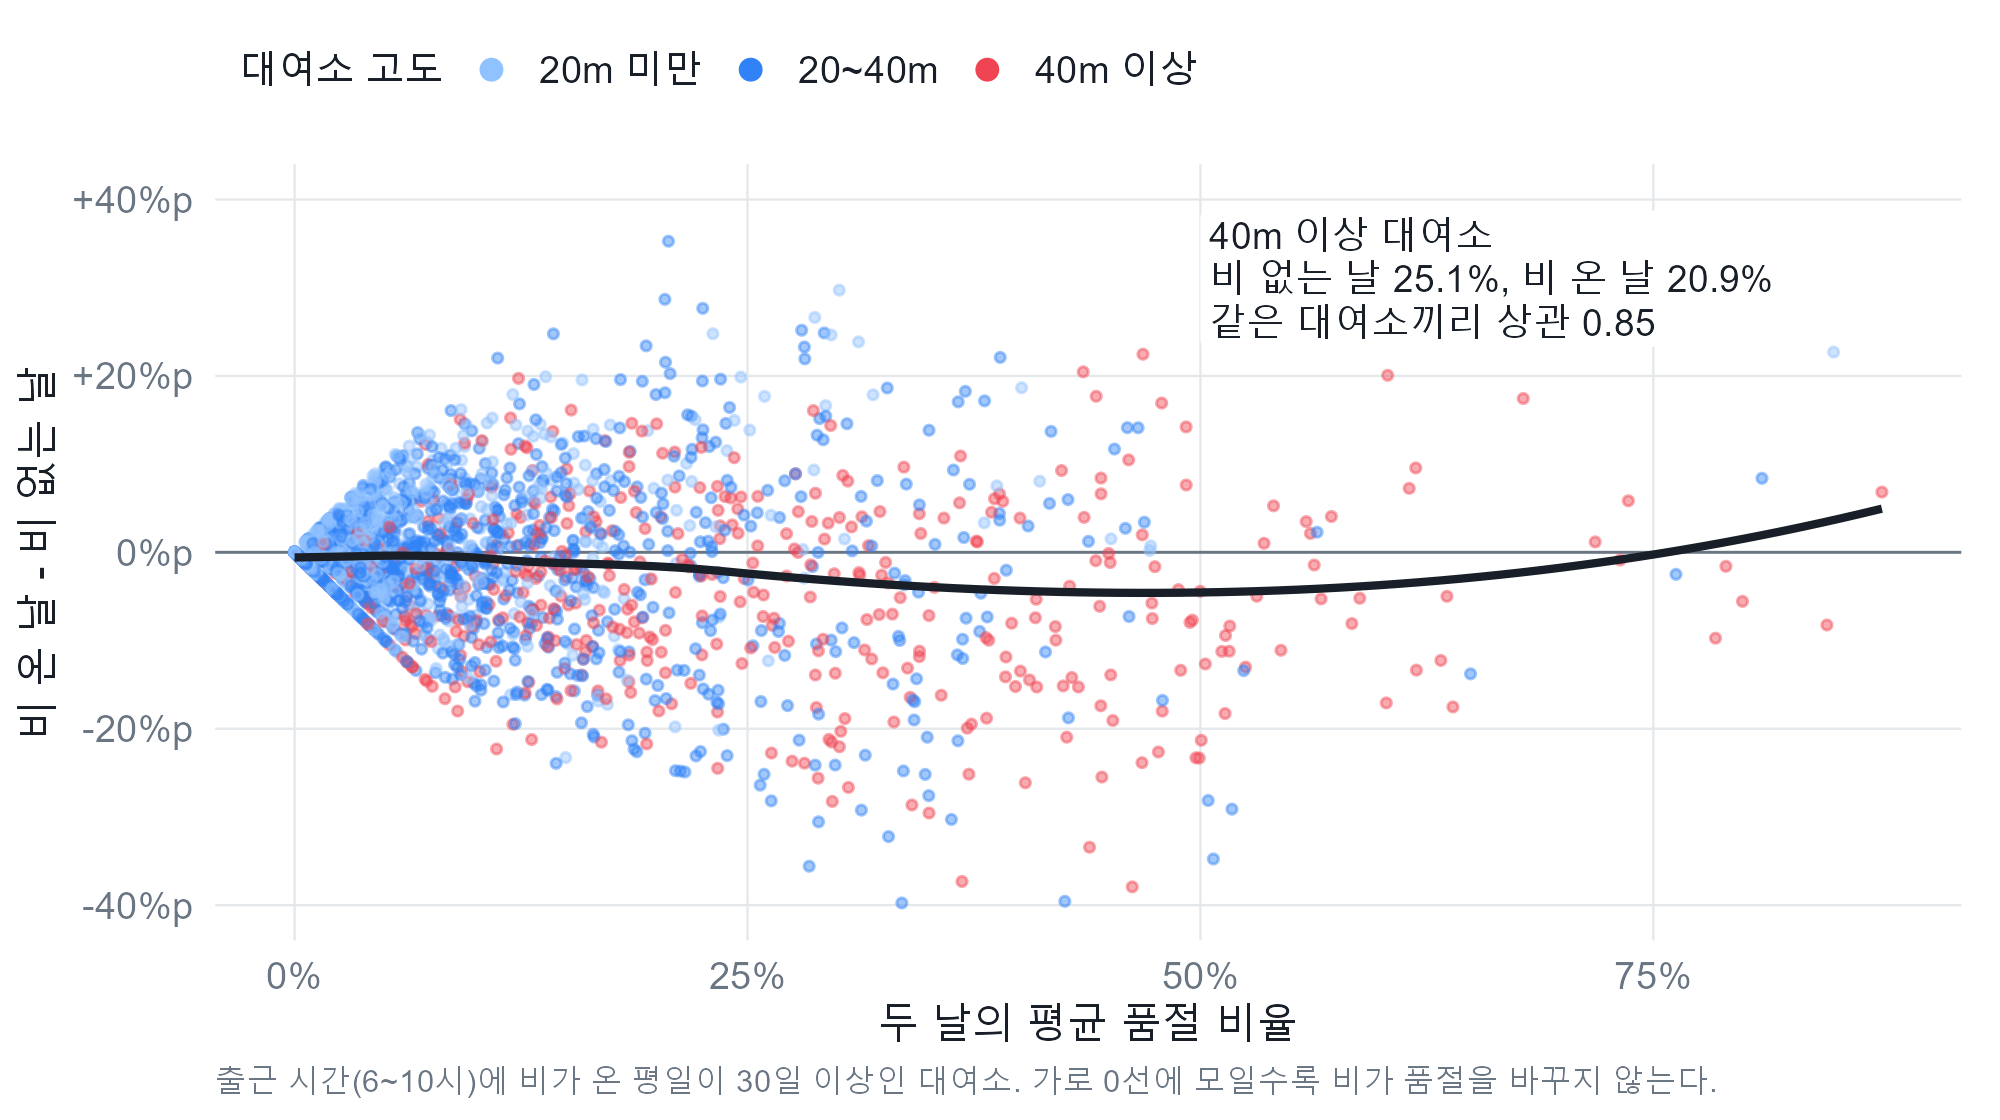 대여소 고도 20m 미만 20~40m 40m 이상
+40%p
+20%p
0%p
-20%p
-40%p
비 온 날 - 비 없는 날
40m 이상 대여소
비 없는 날 25.1%, 비 온 날 20.9%
같은 대여소끼리 상관 0.85
0% 25% 50% 75%
두 날의 평균 품절 비율
출근 시간(6~10시)에 비가 온 평일이 30일 이상인 대여소. 가로 0선에 모일수록 비가 품절을 바꾸지 않는다.